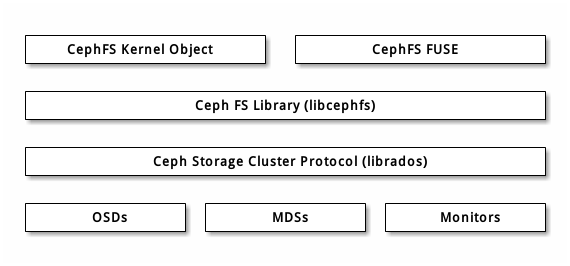 CephFS Kernel Object
CephFS FUSE
Ceph FS Library (libcephfs)
Ceph Storage Cluster Protocol (librados)
OSDs
MDSs
Monitors